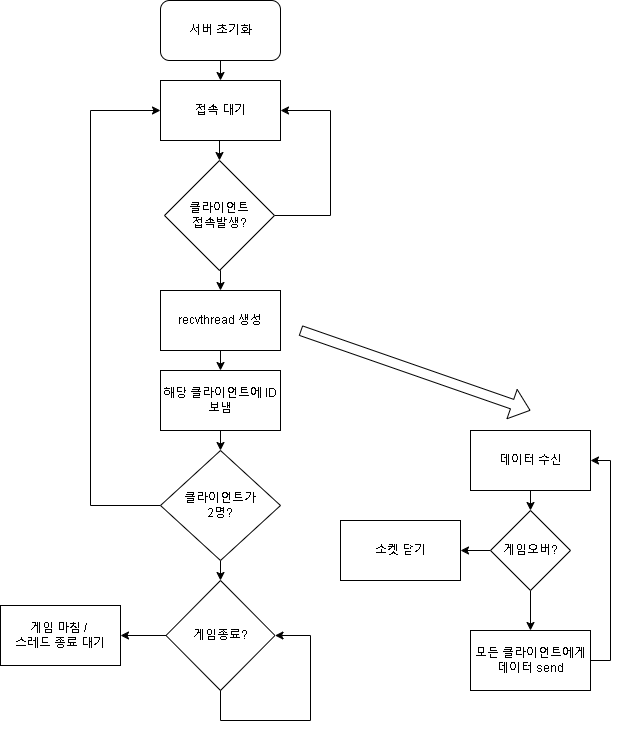 서버 초기화
접속 대기
클라이언트
접속발생?
recvthread 생성
해당 클라이언트에 ID
보냄
클라이언트가
2명?
게임종료?
게임 마침 /
스레드 종료 대기
데이터 수신
게임오버?
소켓 닫기
모든 클라이언트에게
데이터 send